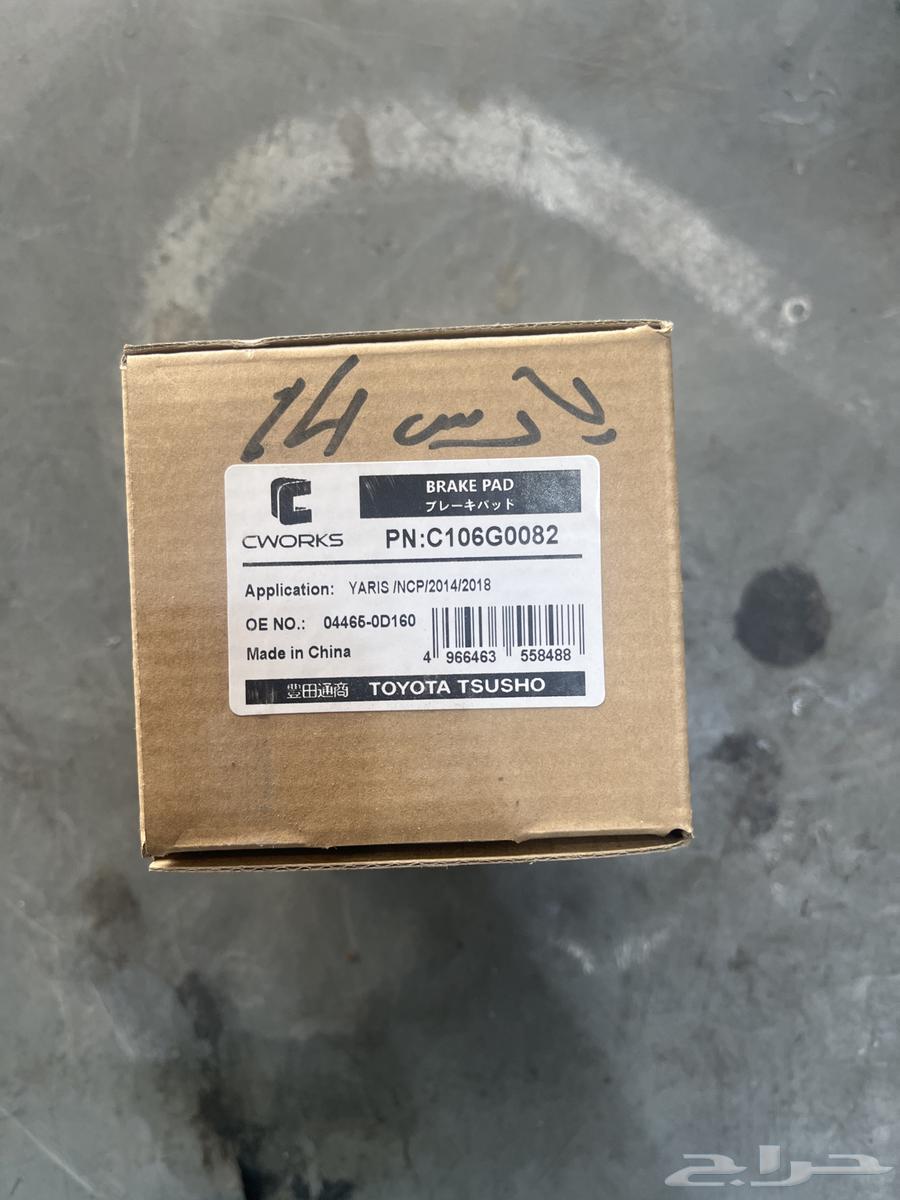 يارس 14
BRAKE PAD
ブレーキパッド
CWORKS
PN:C106G0082
Application: YARIS /NCP/2014/2018
OE NO.: 04465-0D160
Made in China
4 966463 558488
豊田通商 TOYOTA TSUSHO
حراج